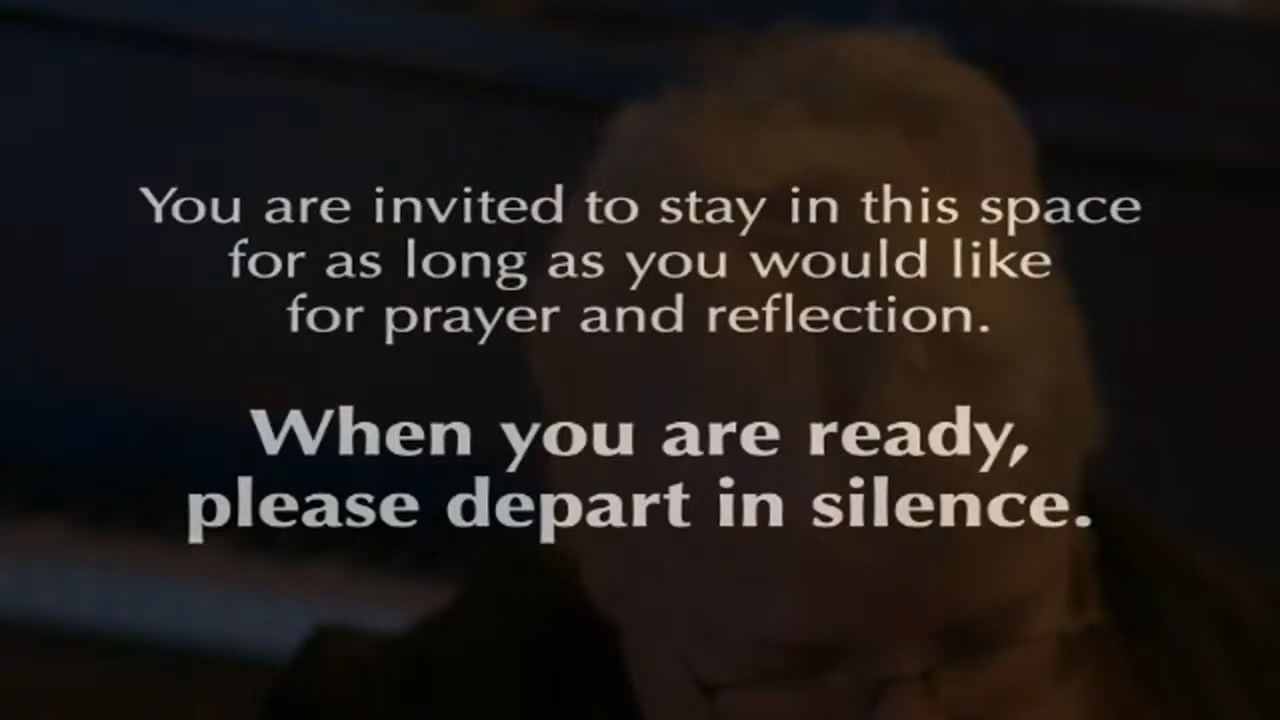 You are invited to stay in this space
for as long as you would like
for prayer and reflection.
When you are ready,
please depart in silence.